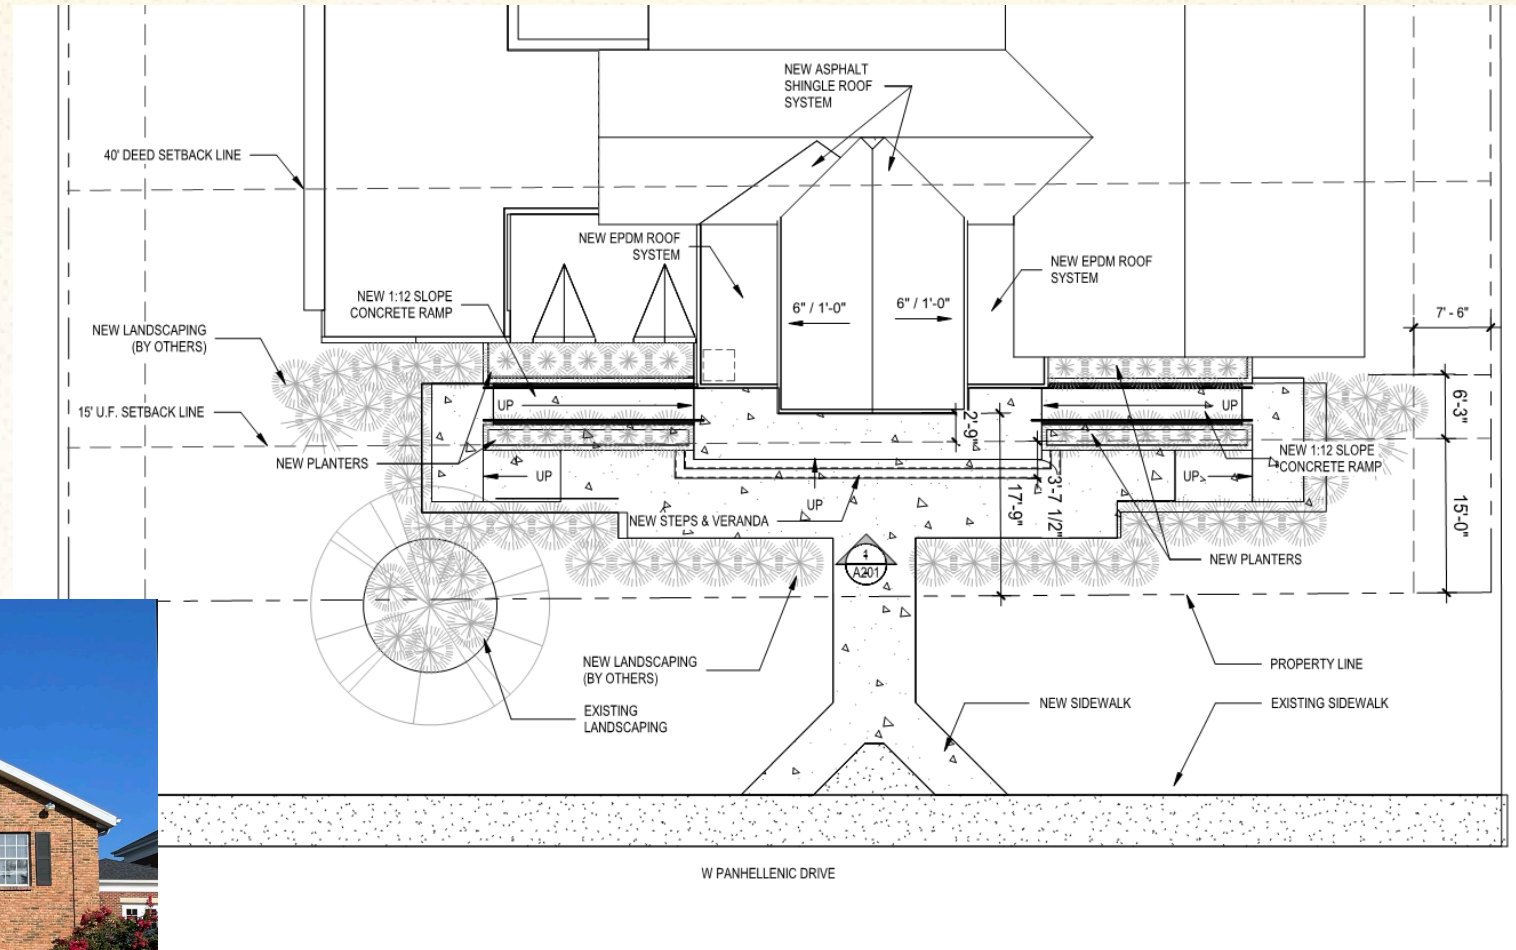 NEW ASPHALT
SHINGLE ROOF
SYSTEM
40' DEED SETBACK LINE
NEW EPDM ROOF
SYSTEM
NEW EPDM ROOF
SYSTEM
NEW 1:12 SLOPE
CONCRETE RAMP
6" / 1'-0"
6" / 1'-0"
7' - 6"
NEW LANDSCAPING
(BY OTHERS)
15' U.F. SETBACK LINE
UP
UP
6'-3"
2'-9"
NEW PLANTERS
NEW 1:12 SLOPE
CONCRETE RAMP
UP
UP
UP
NEW STEPS & VERANDA
17'-9"
3'-7 1/2"
15'-0"
1
A201
NEW PLANTERS
NEW LANDSCAPING
(BY OTHERS)
PROPERTY LINE
EXISTING
LANDSCAPING
NEW SIDEWALK
EXISTING SIDEWALK
W PANHELLENIC DRIVE